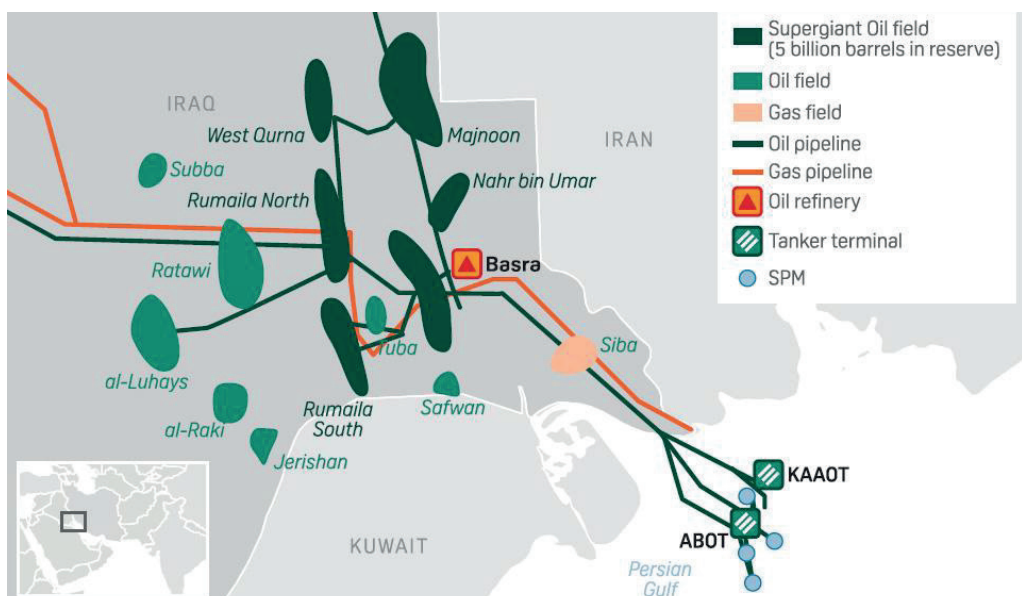 Supergiant Oil field
(5 billion barrels in reserve)
Oil field
Gas field
Oil pipeline
Gas pipeline
Oil refinery
Tanker terminal
SPM
IRAQ
West Qurna
Majnoon
IRAN
Subba
Nahr bin Umar
Rumaila North
Basra
Ratawi
Tuba
Siba
al-Luhays
Rumaila
South
Safwan
al-Raki
Jerishan
KAAOT
KUWAIT
ABOT
Persian
Gulf